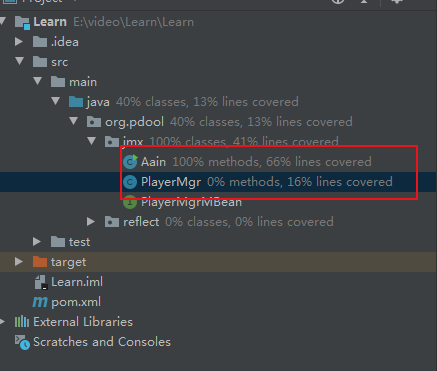 Project
Learn E:\video\Learn\Learn
.idea
src
main
java 40% classes, 13% lines covered
org.pdool 40% classes, 13% lines covered
jmx 100% classes, 41% lines covered
Aain 100% methods, 66% lines covered
PlayerMgr 0% methods, 16% lines covered
PlayerMgrMBean
reflect 0% classes, 0% lines covered
test
target
Learn.iml
pom.xml
External Libraries
Scratches and Consoles